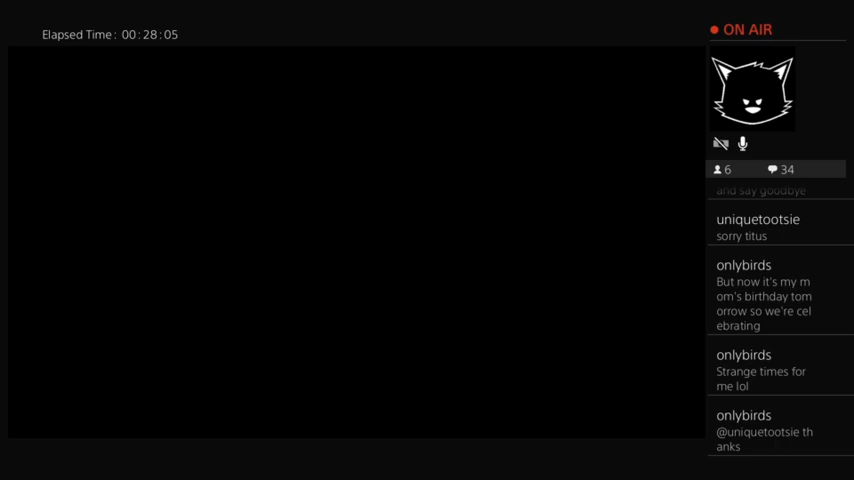 Elapsed Time: 00:28:05
ON AIR
6 34
and say goodbye
uniquetootsie
sorry titus
onlybirds
But now it's my m
om's birthday tom
orrow so we're cel
ebrating
onlybirds
Strange times for
me lol
onlybirds
@uniquetootsie th
anks